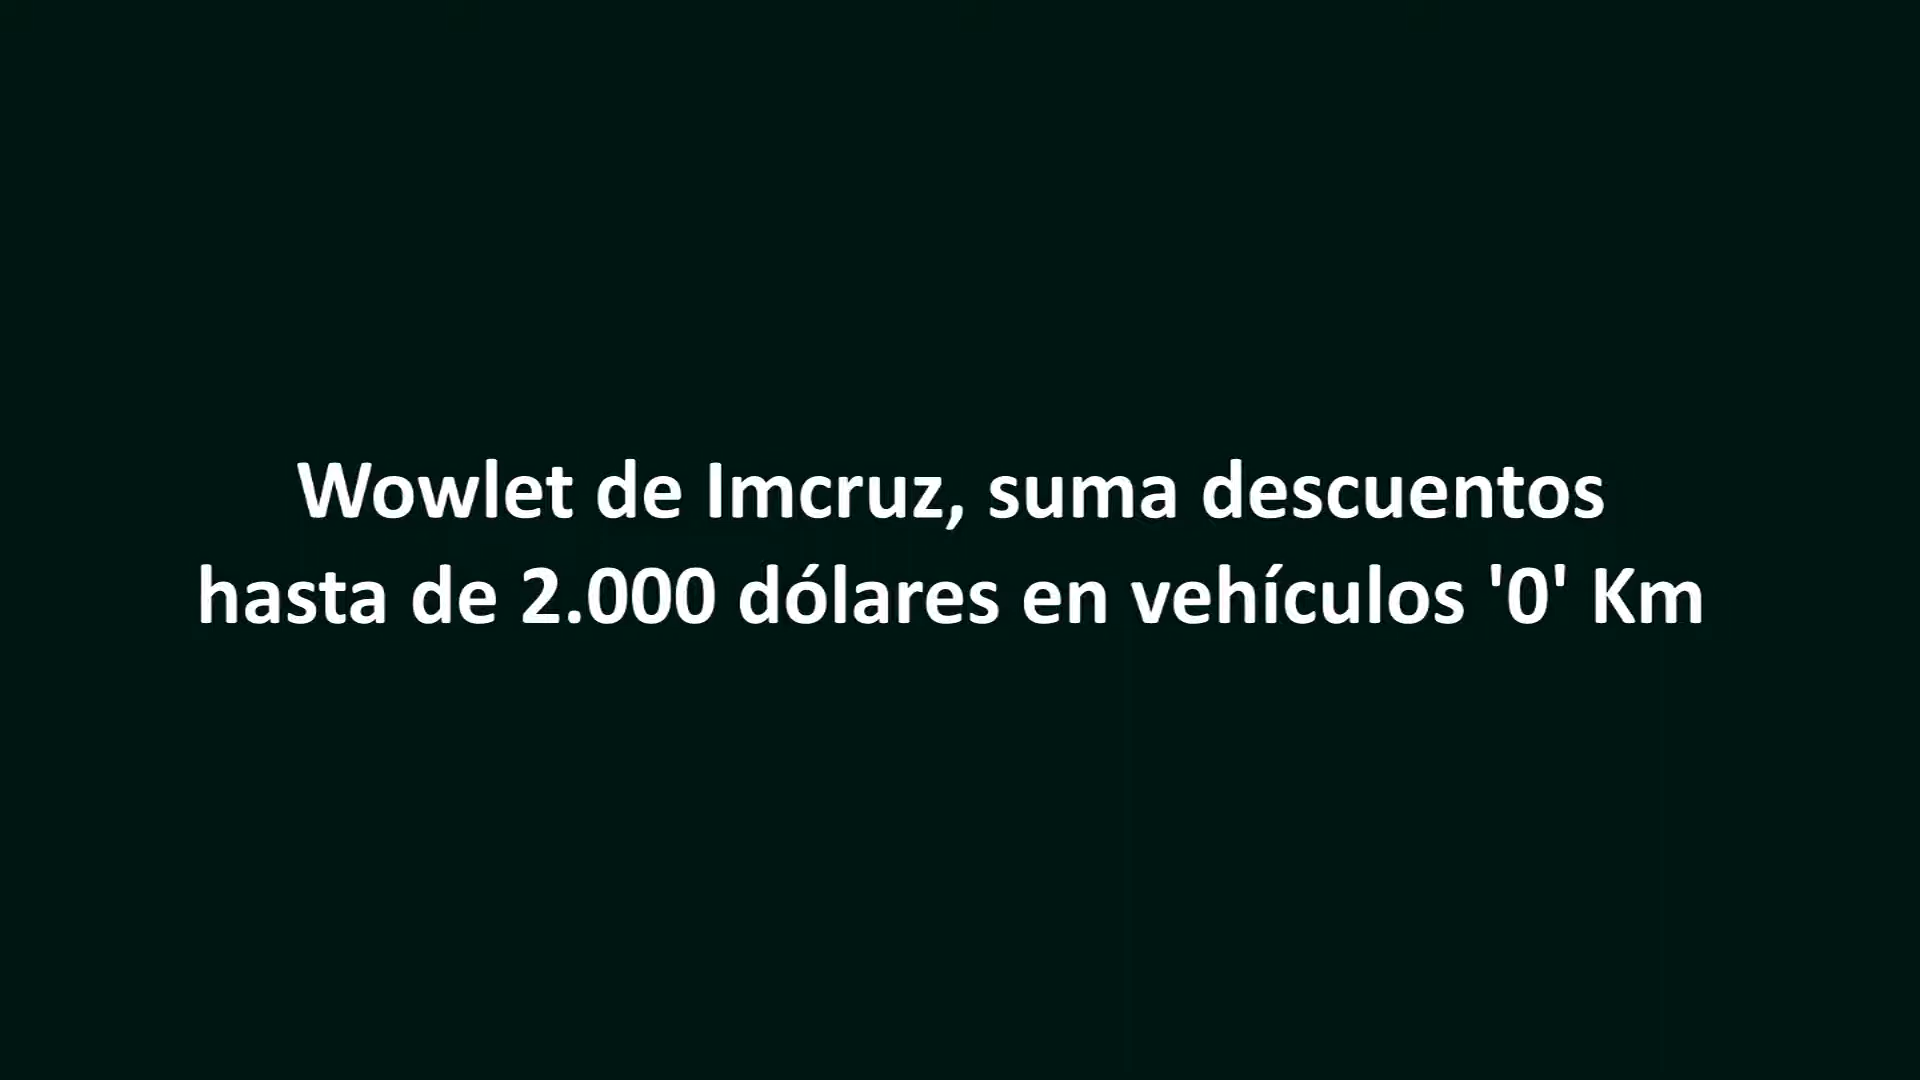 Wowlet de Imcruz, suma descuentos
hasta de 2.000 dólares en vehículos '0' Km